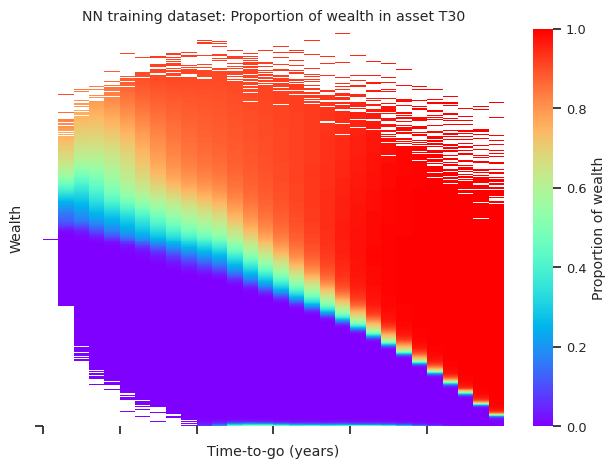 NN training dataset: Proportion of wealth in asset T30
Wealth
Time-to-go (years)
1.0
0.8
0.6
0.4
0.2
0.0
Proportion of wealth